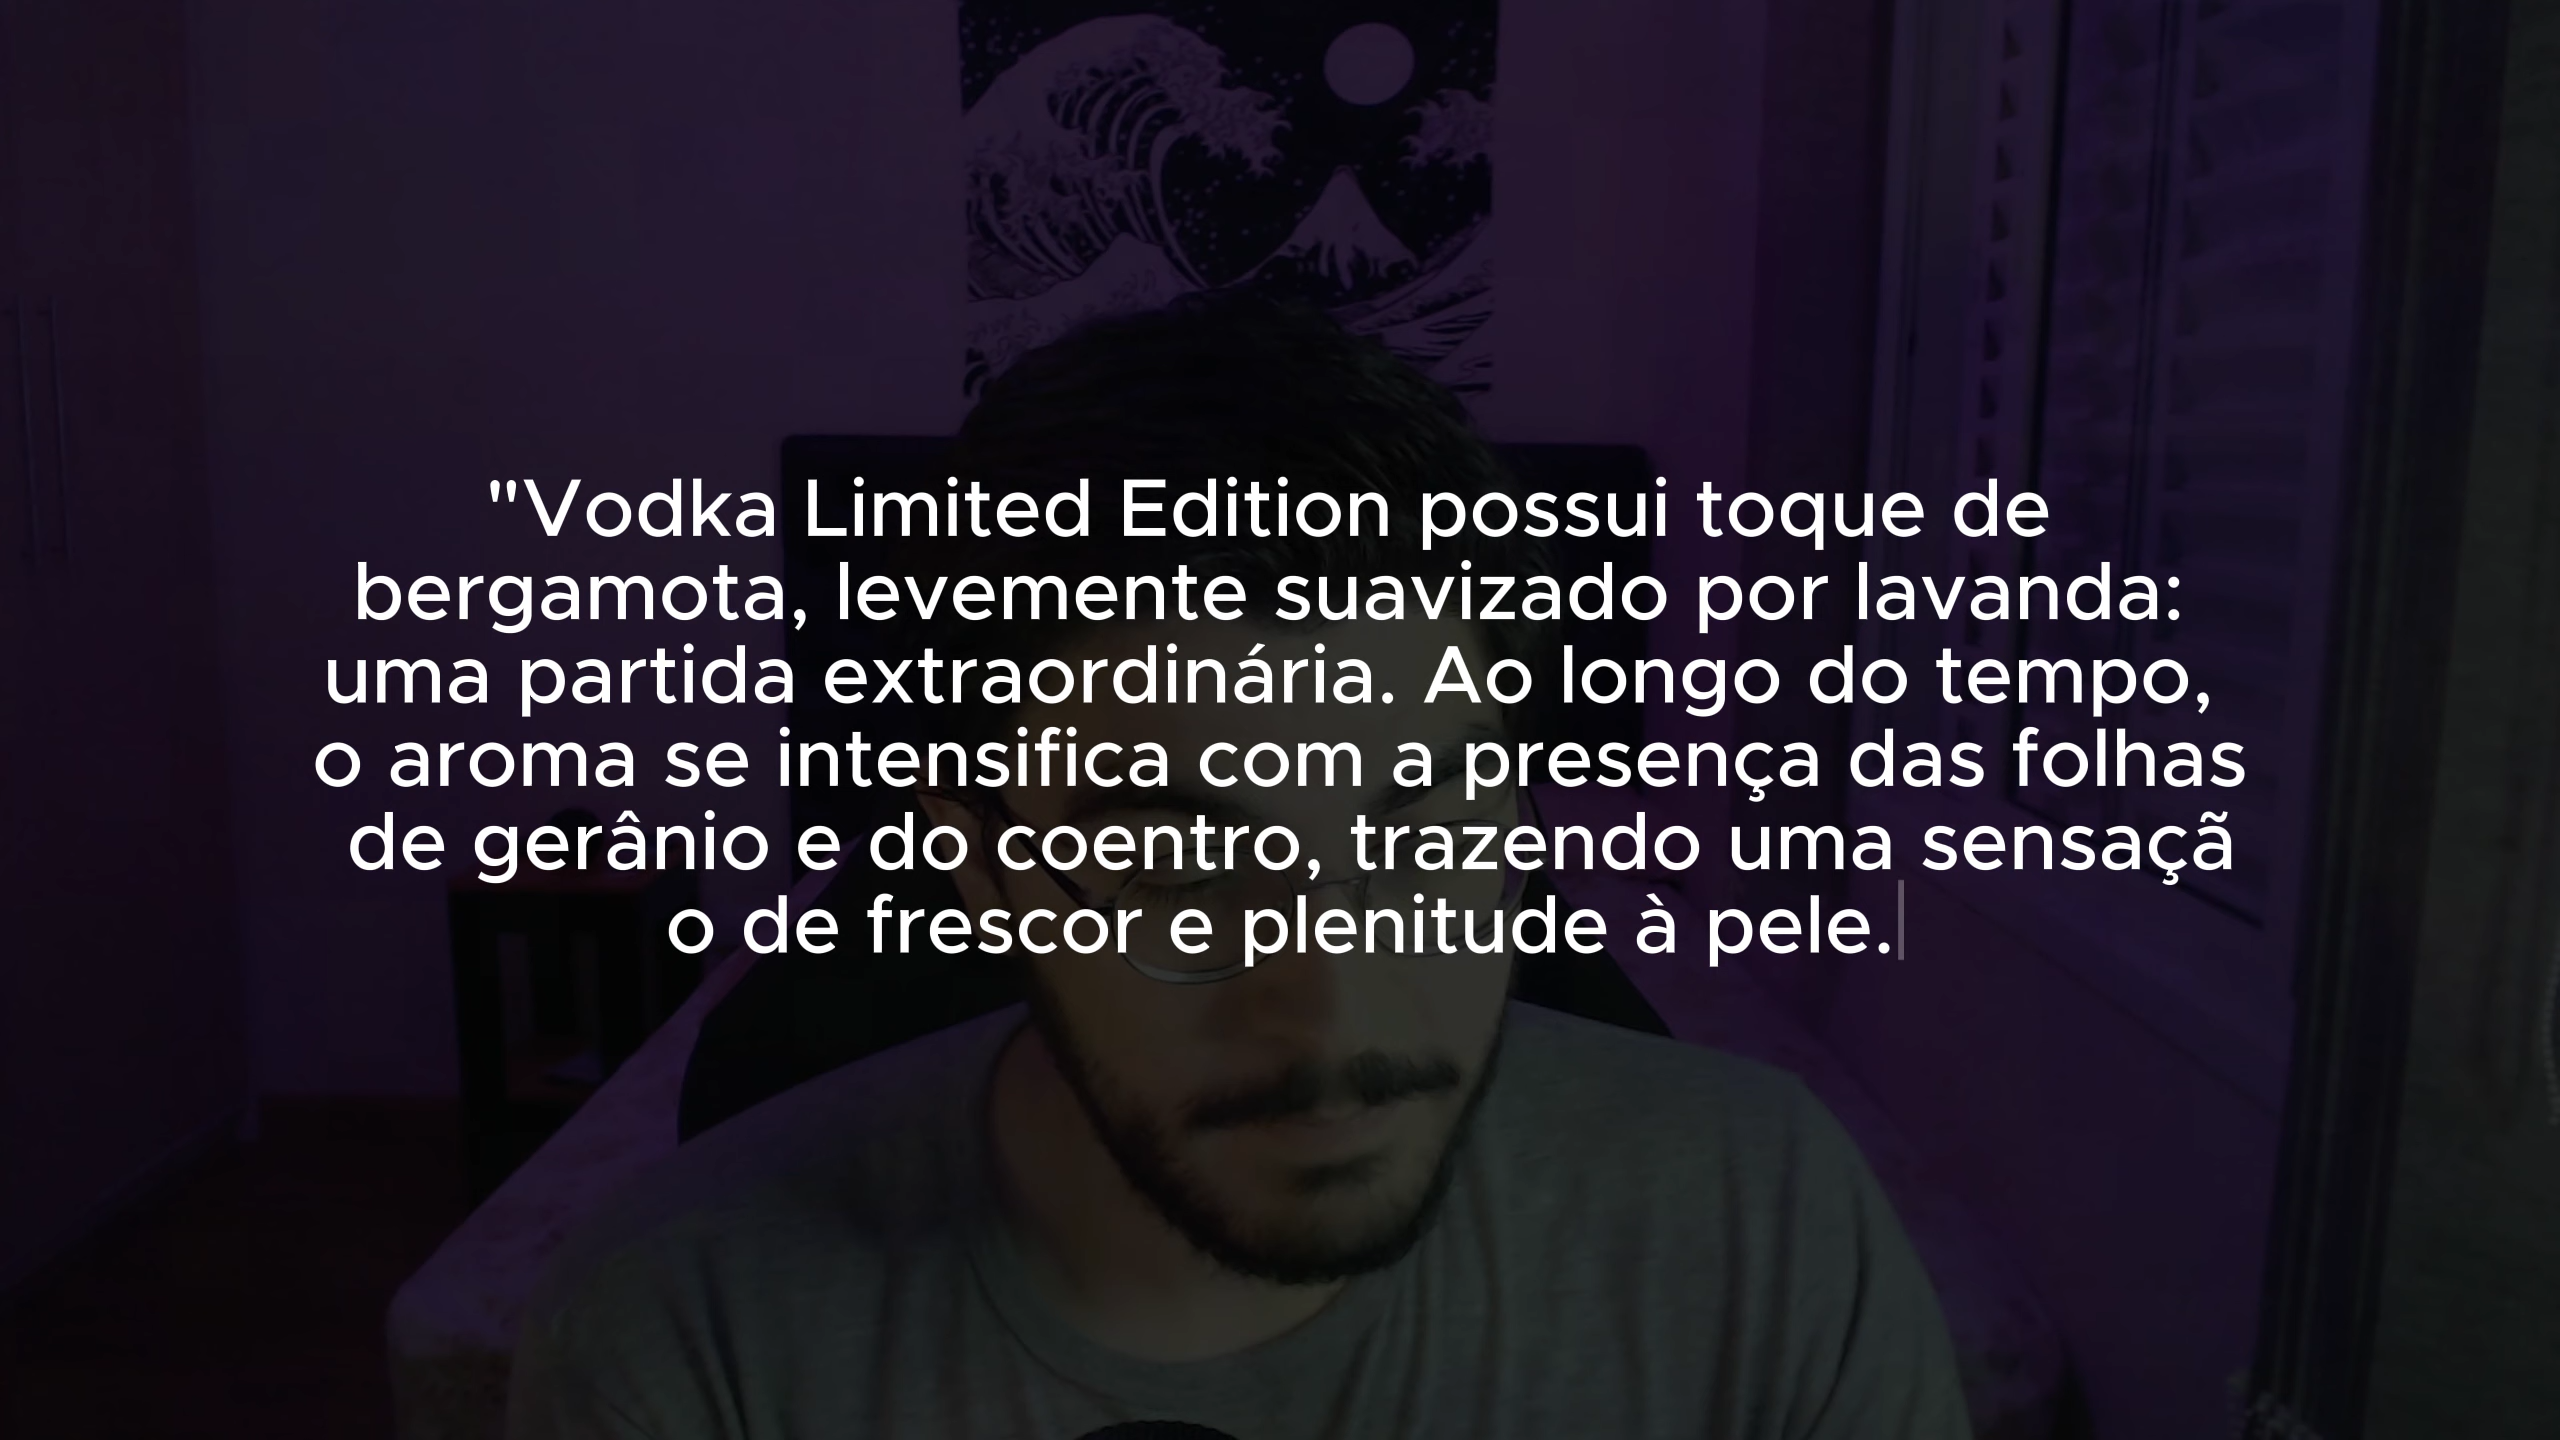 "Vodka Limited Edition possui toque de
bergamota, levemente suavizado por lavanda:
uma partida extraordinária. Ao longo do tempo,
o aroma se intensifica com a presença das folhas
de gerânio e do coentro, trazendo uma sensaçã
o de frescor e plenitude à pele.